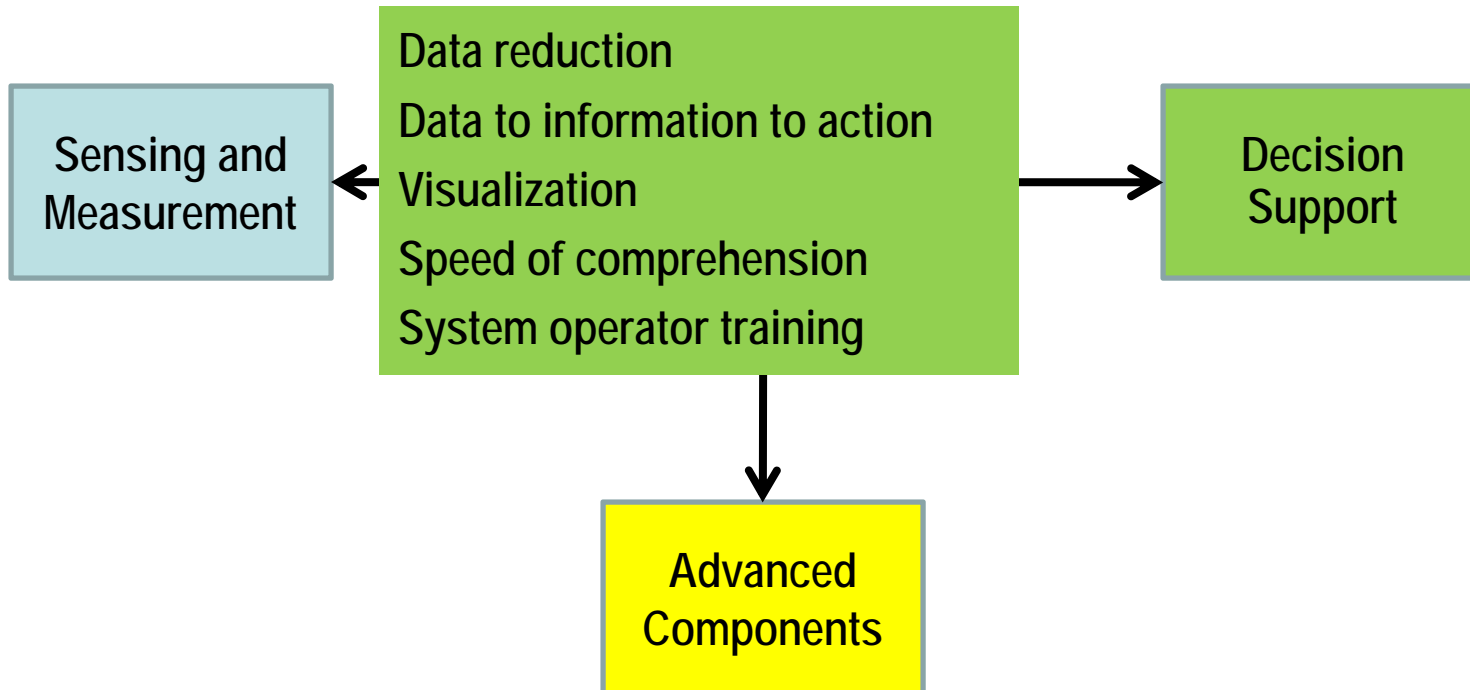 Data reduction
Data to information to action
Visualization
Speed of comprehension
System operator training
Sensing and
Measurement
Decision
Support
Advanced
Components